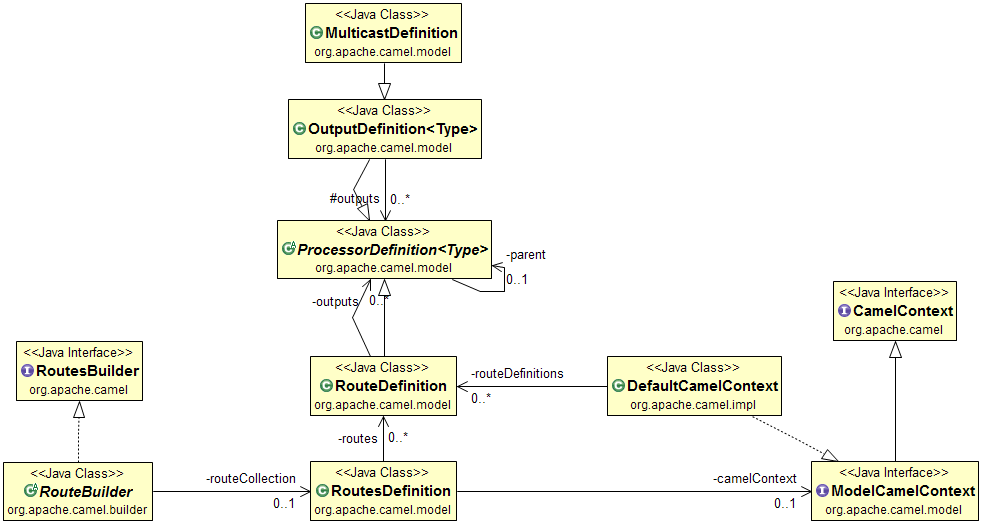 <<Java Class>>
MulticastDefinition
org.apache.camel.model
<<Java Class>>
OutputDefinition<Type>
org.apache.camel.model
#outputs
0..*
<<Java Class>>
ProcessorDefinition<Type>
org.apache.camel.model
-parent
0..1
-outputs
0..*
<<Java Interface>>
CamelContext
org.apache.camel
<<Java Interface>>
RoutesBuilder
org.apache.camel
<<Java Class>>
RouteDefinition
org.apache.camel.model
-routeDefinitions
0..*
<<Java Class>>
DefaultCamelContext
org.apache.camel.impl
-routes
0..*
<<Java Class>>
RouteBuilder
org.apache.camel.builder
-routeCollection
0..1
<<Java Class>>
RoutesDefinition
org.apache.camel.model
-camelContext
0..1
<<Java Interface>>
ModelCamelContext
org.apache.camel.model